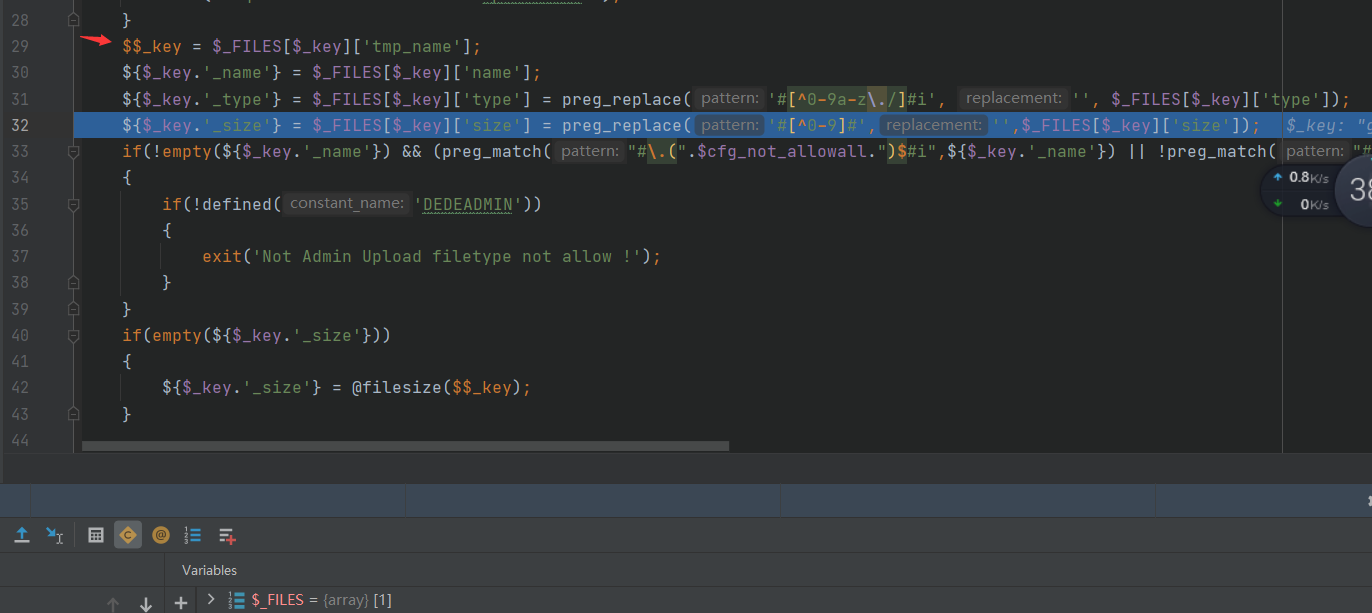 28 }
29 $$_key = $_FILES[$_key]['tmp_name'];
30 ${$_key.'_name'} = $_FILES[$_key]['name'];
31 ${$_key.'_type'} = $_FILES[$_key]['type'] = preg_replace( pattern: '#[^0-9a-z\./]#i', replacement: '', $_FILES[$_key]['type']);
32 ${$_key.'_size'} = $_FILES[$_key]['size'] = preg_replace( pattern: '#[^0-9]#', replacement: '',$_FILES[$_key]['size']); $_key:
33 if(!empty(${$_key.'_name'}) && (preg_match( pattern: "#\.(".$cfg_not_allowall.")$#i",${$_key.'_name'}) || !preg_match( pattern: "#
34 {
35 if(!defined( constant_name: 'DEDEADMIN'))
36 {
37 exit('Not Admin Upload filetype not allow !');
38 }
39 }
40 if(empty(${$_key.'_size'}))
41 {
42 ${$_key.'_size'} = @filesize($$_key);
43 }
44
0.8K/s
0K/s
38
Variables
$_FILES = {array} [1]